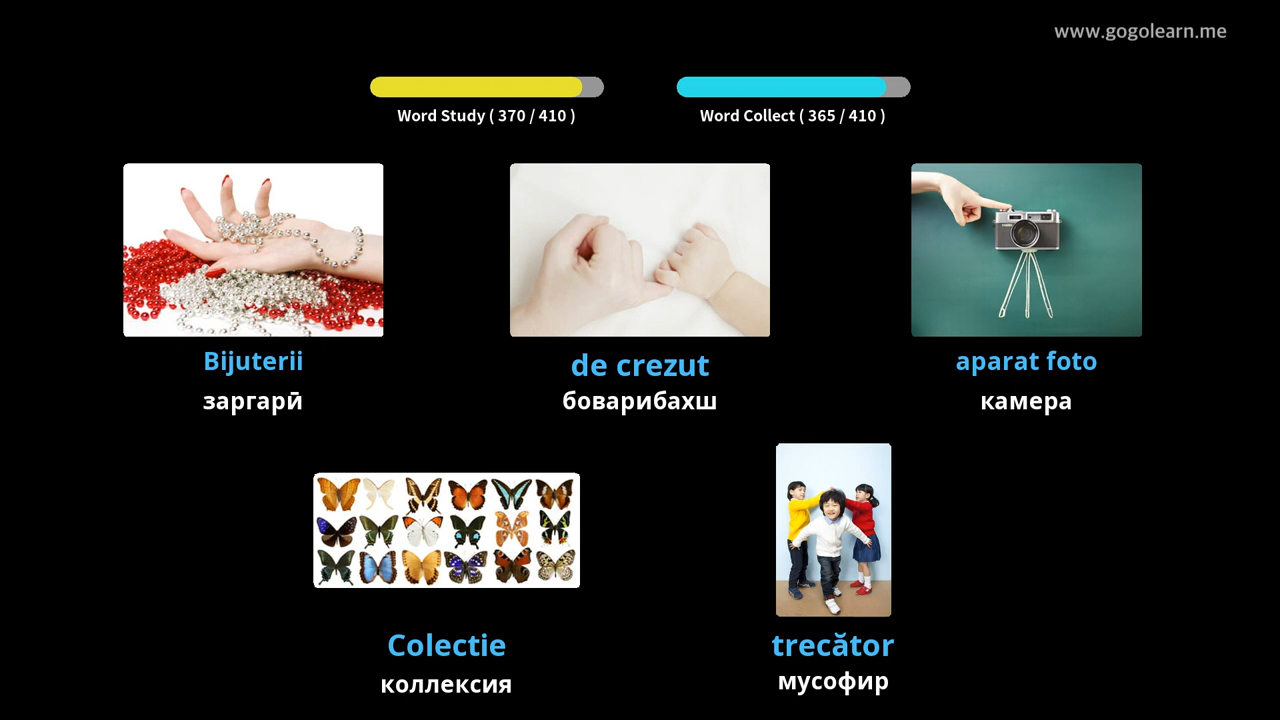 www.gogolearn.me
Word Study ( 370 / 410 )
Word Collect ( 365 / 410 )
Bijuterii
заргарӣ
de crezut
боварибахш
aparat foto
камера
Colectie
коллексия
trecător
мусофир